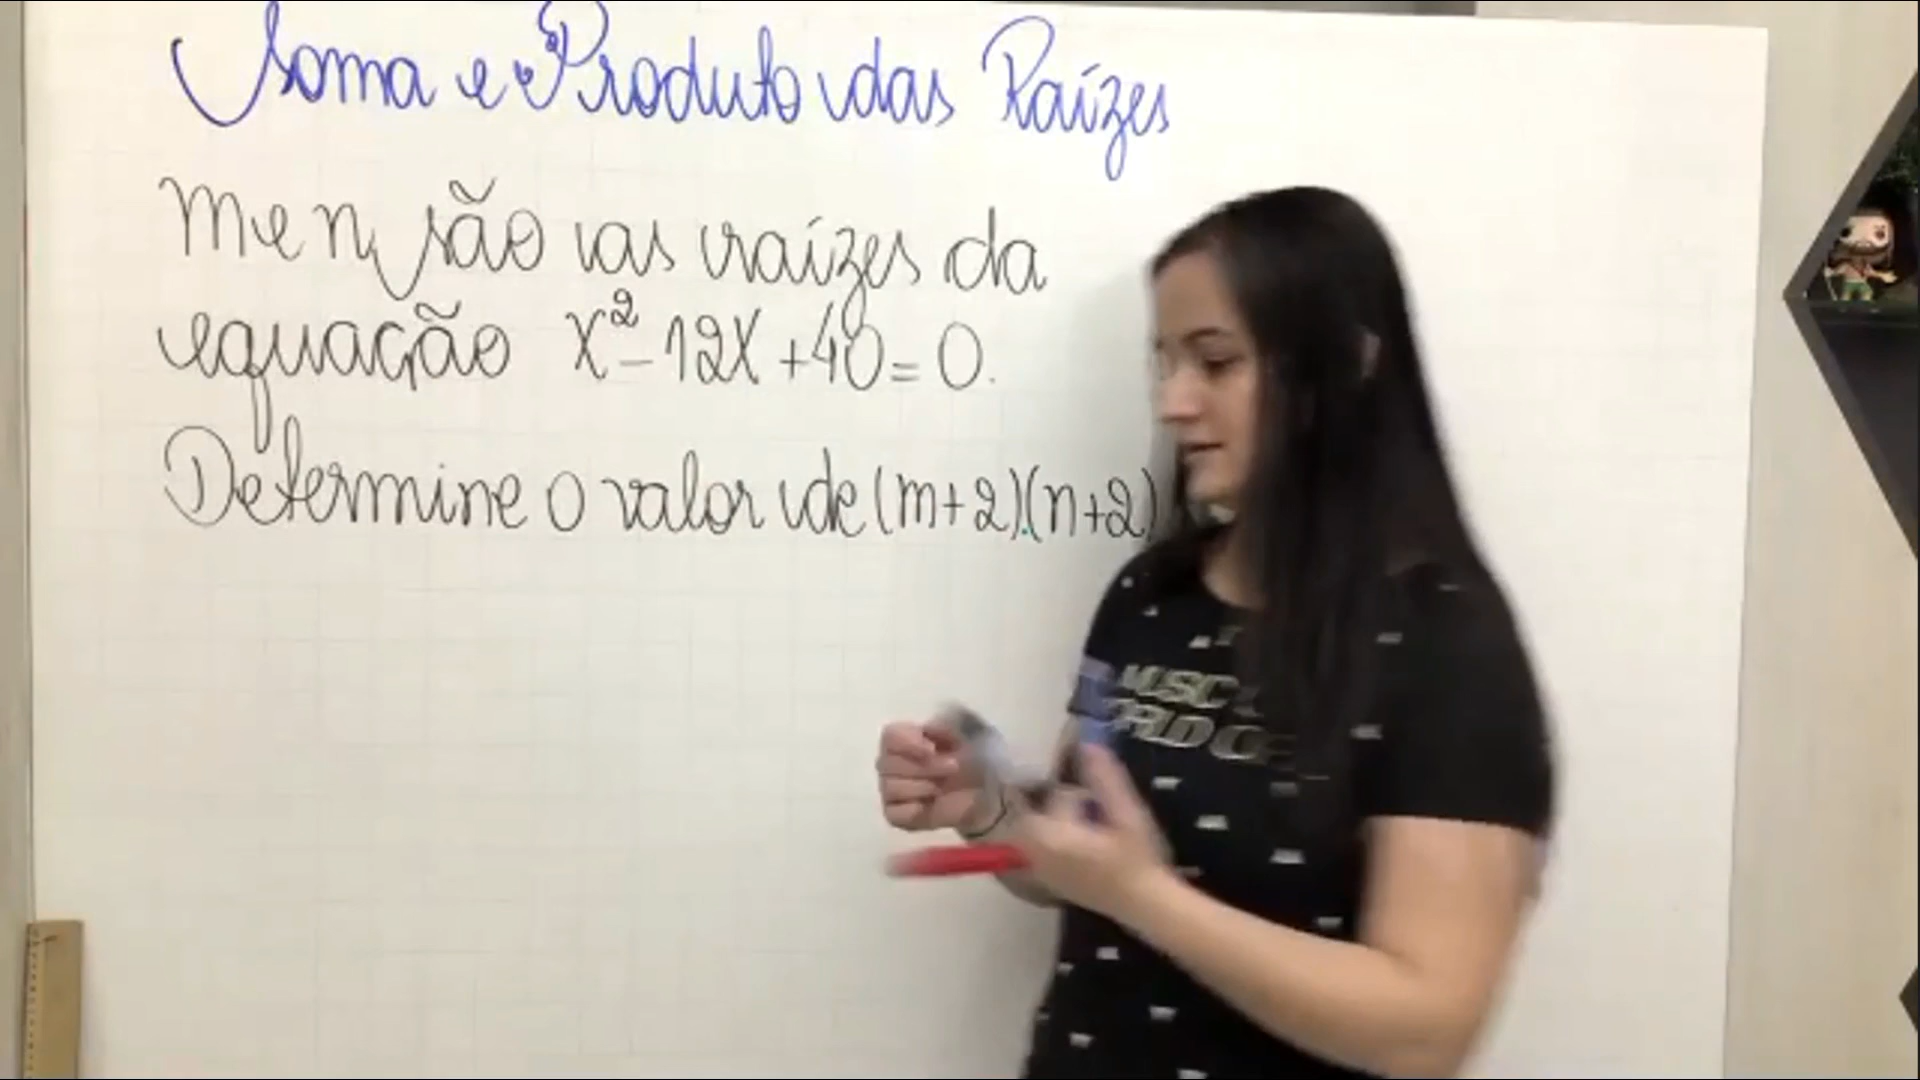 Soma e Produto das Raízes
m e n são as raízes da
equação x² - 12x + 40 = 0.
Determine o valor de (m+2).(n+2)